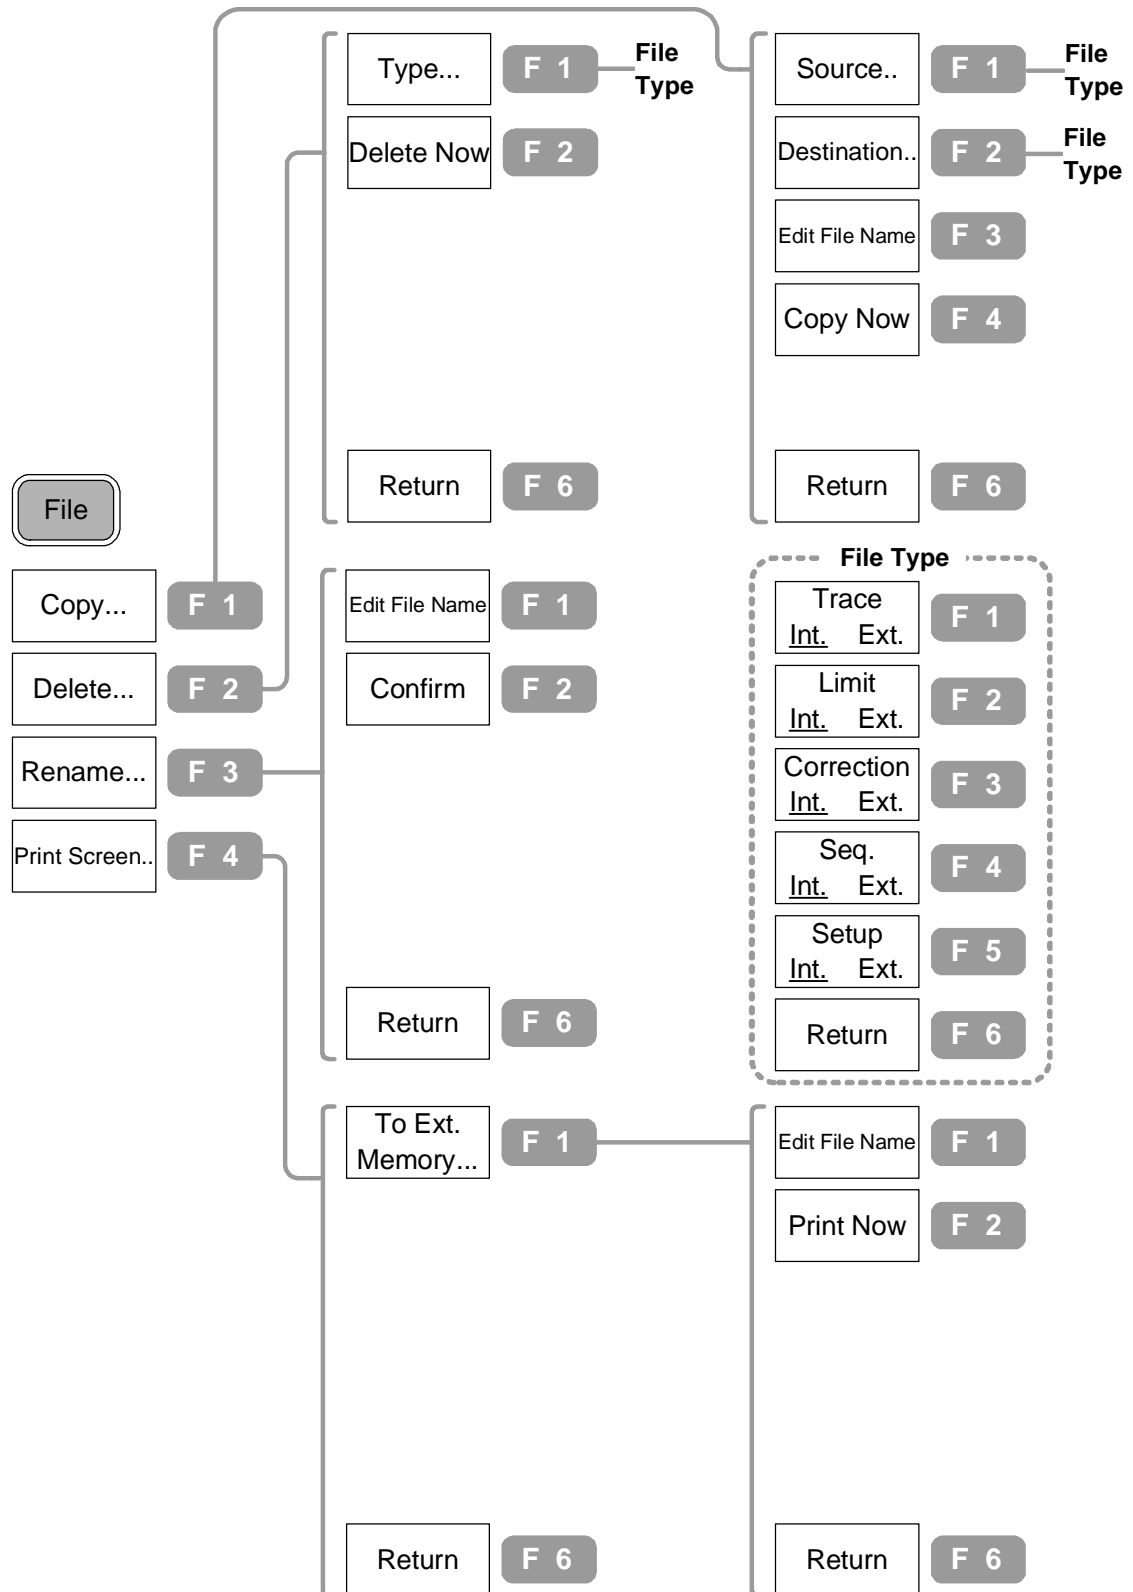 File
Copy...
F 1
Delete...
F 2
Rename...
F 3
Print Screen..
F 4
Type...
F 1
File
Type
Delete Now
F 2
Return
F 6
Source..
F 1
File
Type
Destination..
F 2
File
Type
Edit File Name
F 3
Copy Now
F 4
Return
F 6
Edit File Name
F 1
Confirm
F 2
Return
F 6
File Type
Trace
Int. Ext.
F 1
Limit
Int. Ext.
F 2
Correction
Int. Ext.
F 3
Seq.
Int. Ext.
F 4
Setup
Int. Ext.
F 5
Return
F 6
To Ext.
Memory...
F 1
Return
F 6
Edit File Name
F 1
Print Now
F 2
Return
F 6